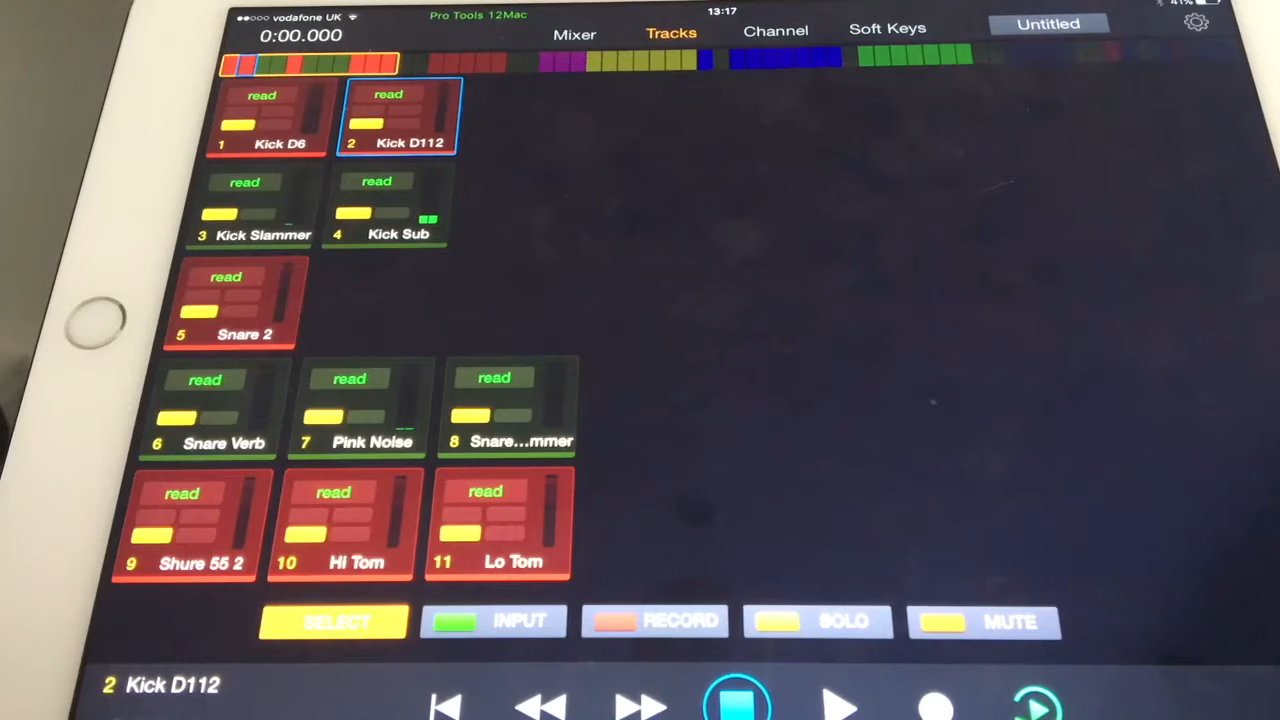 vodafone UK
Pro Tools 12Mac
13:17
41%
0:00.000
Mixer
Tracks
Channel
Soft Keys
Untitled
read
read
1 Kick D6
2 Kick D112
read
read
3 Kick Slammer
4 Kick Sub
read
5 Snare 2
read
read
read
6 Snare Verb
7 Pink Noise
8 Snare...mmer
read
read
read
9 Shure 55 2
10 Hi Tom
11 Lo Tom
SELECT
INPUT
RECORD
SOLO
MUTE
2 Kick D112